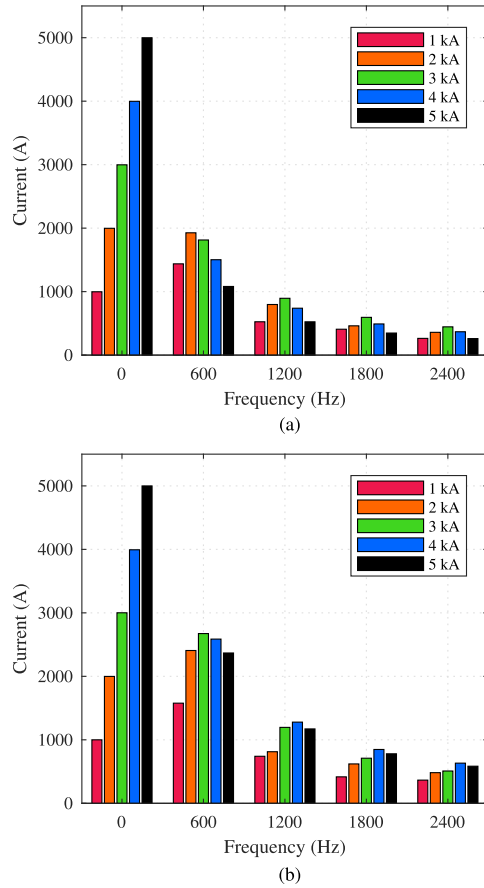 5000
4000
3000
2000
1000
0
Current (A)
1 kA
2 kA
3 kA
4 kA
5 kA
0 600 1200 1800 2400
Frequency (Hz)
(a)
5000
4000
3000
2000
1000
0
Current (A)
1 kA
2 kA
3 kA
4 kA
5 kA
0 600 1200 1800 2400
Frequency (Hz)
(b)